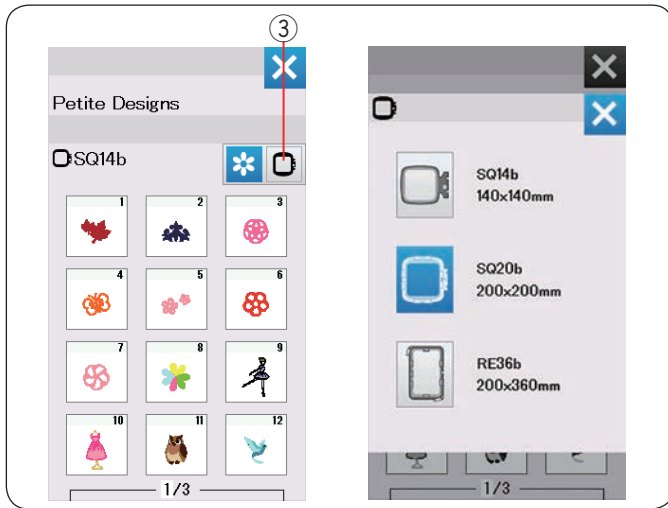 ③
Petite Designs
SQ14b
1 2 3
4 5 6
7 8 9
10 11 12
1/3
SQ14b
140x140mm
SQ20b
200x200mm
RE36b
200x360mm
1/3